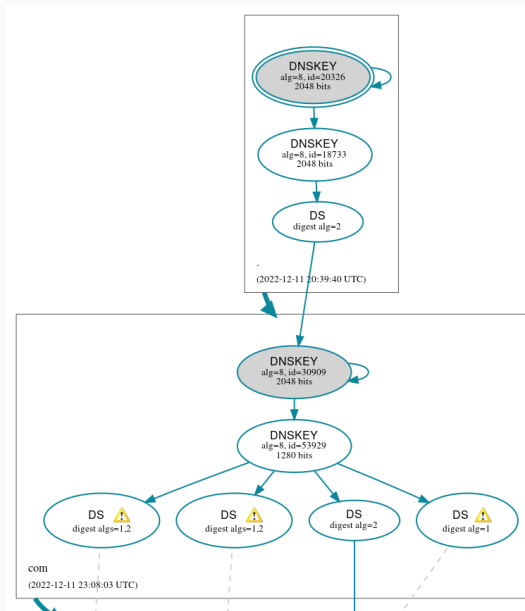 DNSKEY
alg=8, id=20326
2048 bits
DNSKEY
alg=8, id=18733
2048 bits
DS
digest alg=2
.
(2022-12-11 20:39:40 UTC)
DNSKEY
alg=8, id=30909
2048 bits
DNSKEY
alg=8, id=53929
1280 bits
DS
digest algs=1,2
DS
digest algs=1,2
DS
digest alg=2
DS
digest alg=1
com
(2022-12-11 23:08:03 UTC)